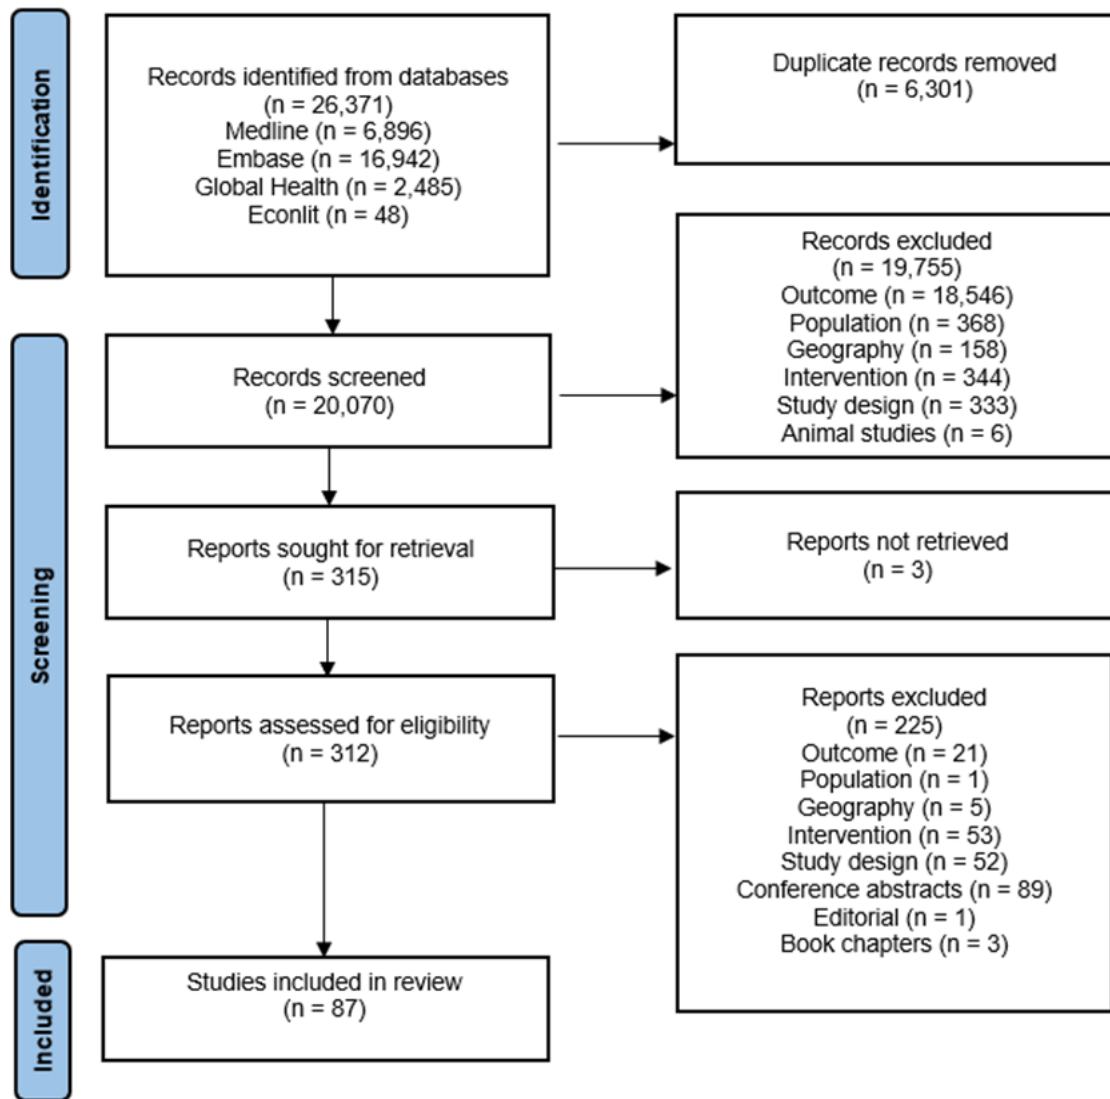 Identification
Records identified from databases
(n = 26,371)
Medline (n = 6,896)
Embase (n = 16,942)
Global Health (n = 2,485)
Econlit (n = 48)
Duplicate records removed
(n = 6,301)
Screening
Records screened
(n = 20,070)
Records excluded
(n = 19,755)
Outcome (n = 18,546)
Population (n = 368)
Geography (n = 158)
Intervention (n = 344)
Study design (n = 333)
Animal studies (n = 6)
Reports sought for retrieval
(n = 315)
Reports not retrieved
(n = 3)
Reports assessed for eligibility
(n = 312)
Reports excluded
(n = 225)
Outcome (n = 21)
Population (n = 1)
Geography (n = 5)
Intervention (n = 53)
Study design (n = 52)
Conference abstracts (n = 89)
Editorial (n = 1)
Book chapters (n = 3)
Included
Studies included in review
(n = 87)